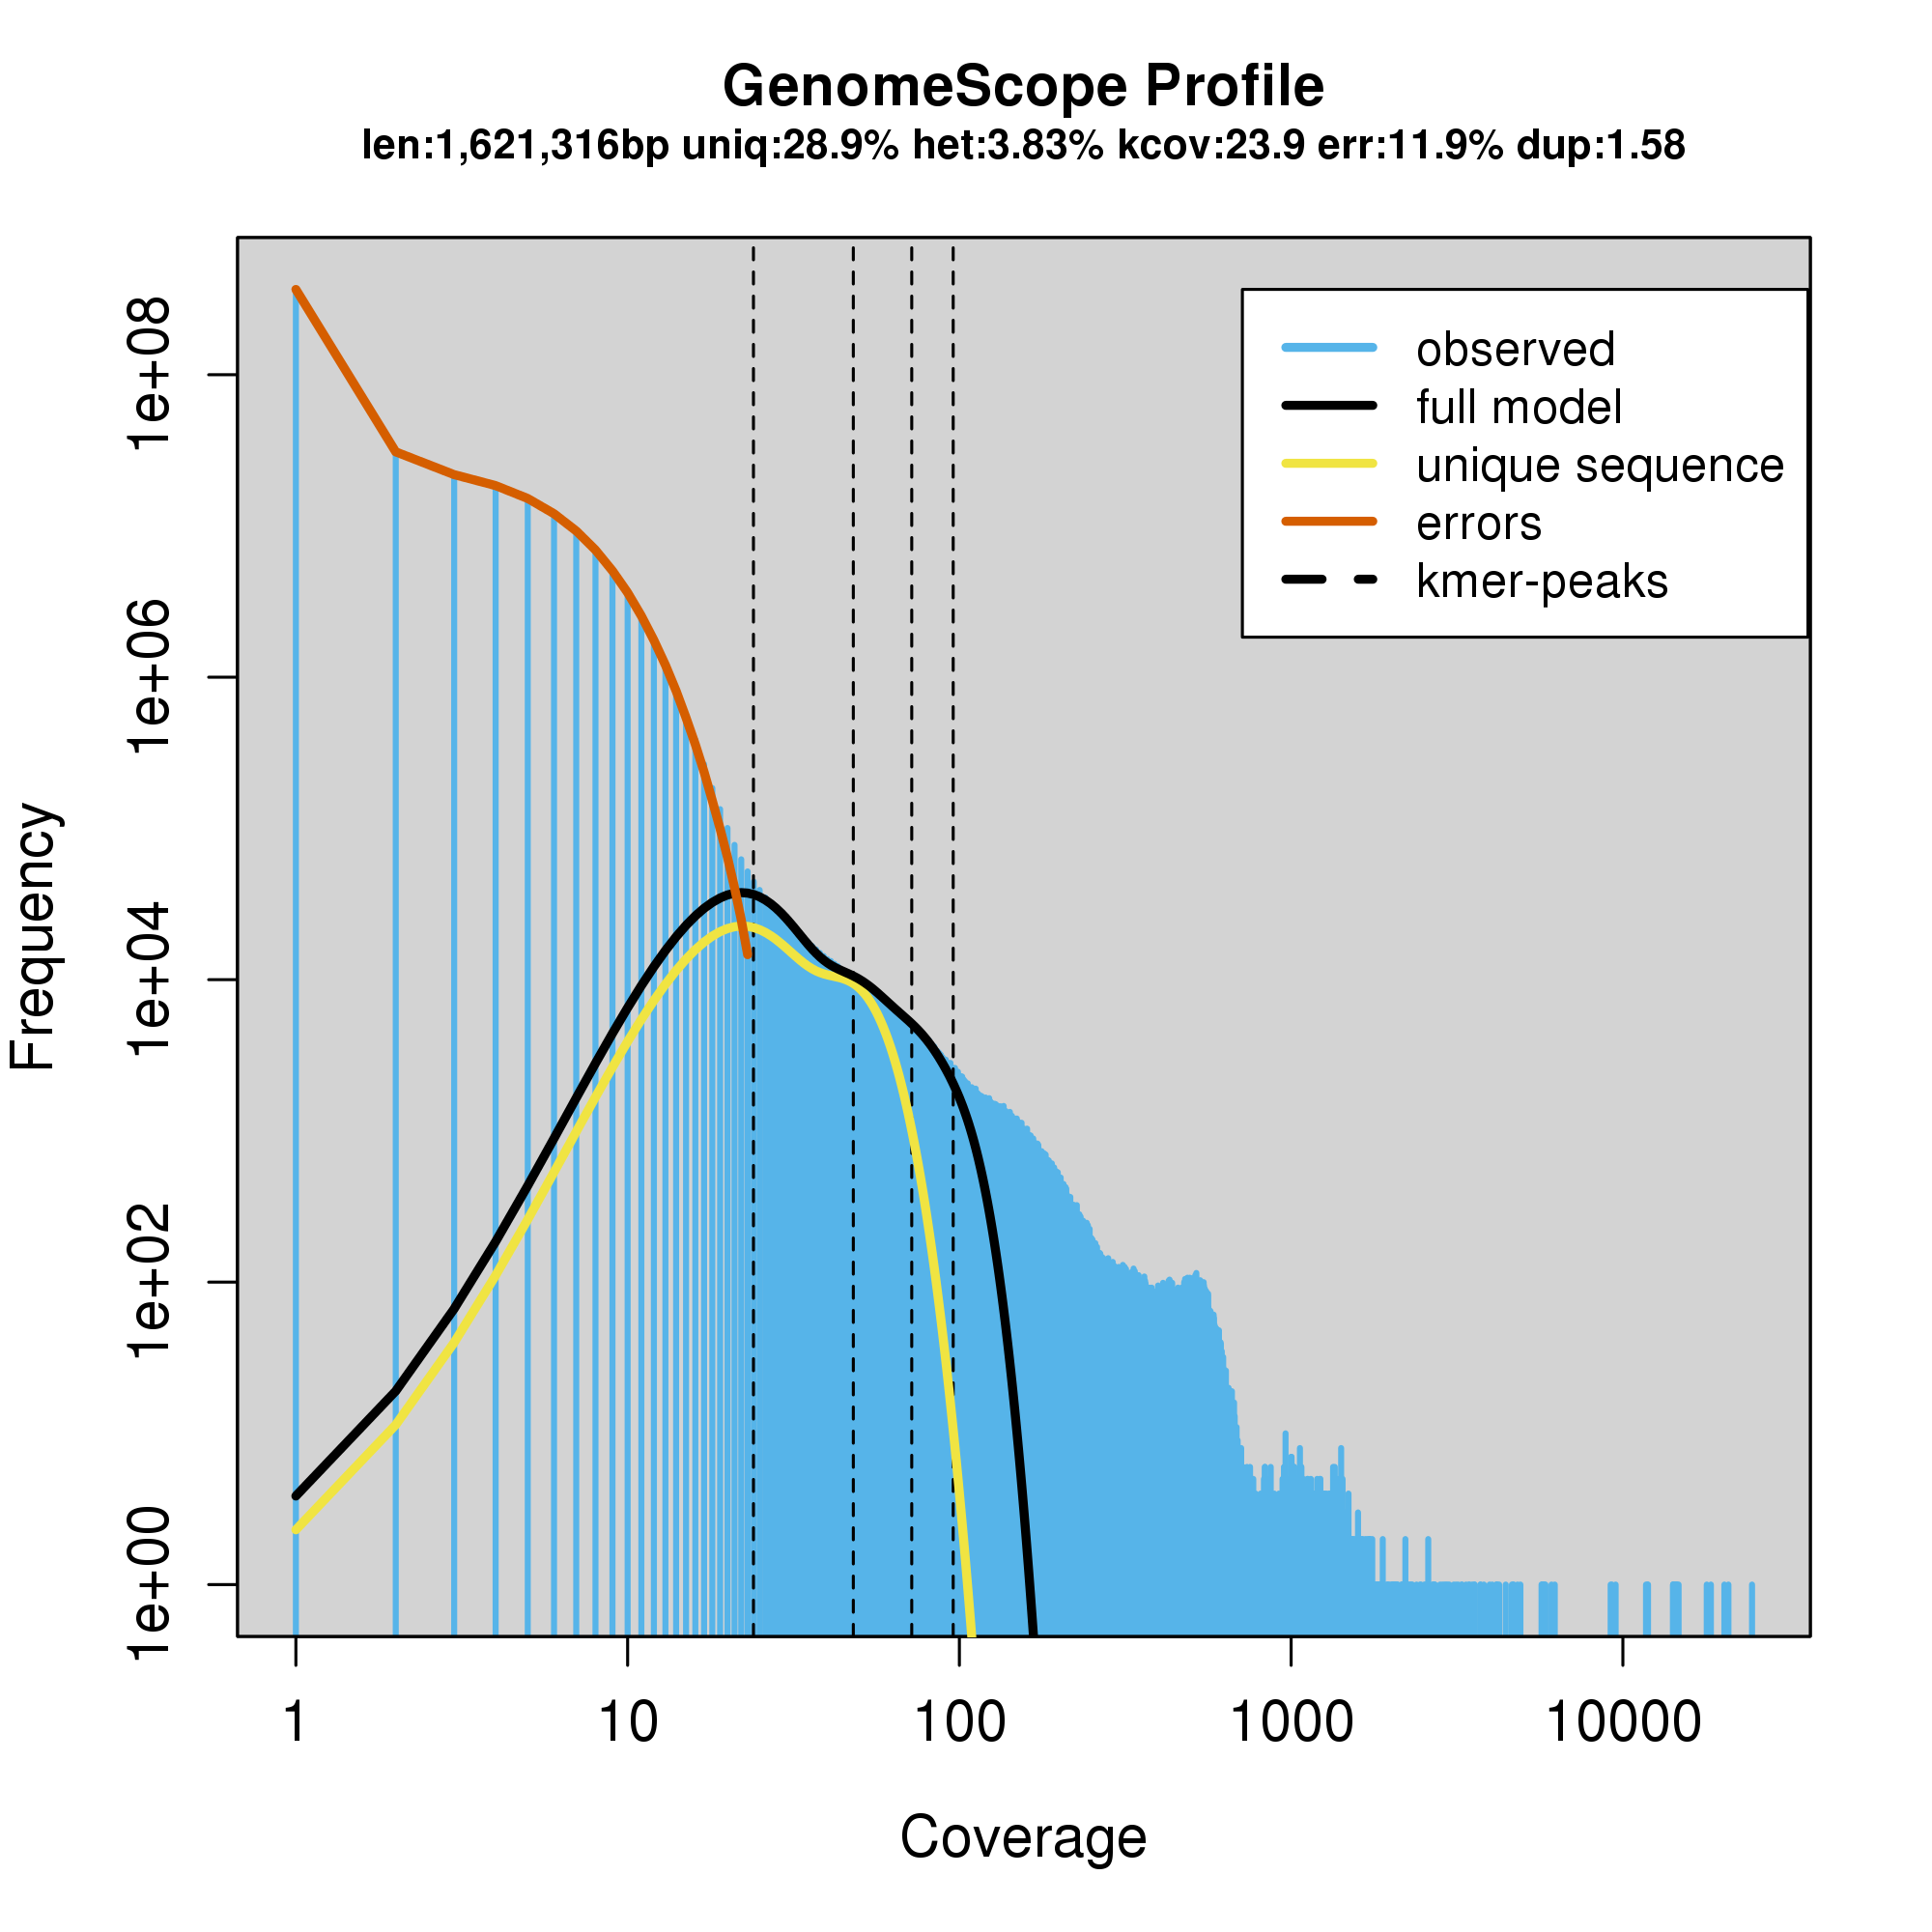 GenomeScope Profile
len:1,621,316bp uniq:28.9% het:3.83% kcov:23.9 err:11.9% dup:1.58
observed
full model
unique sequence
errors
kmer-peaks
Frequency
1e+08
1e+06
1e+04
1e+02
1e+00
1 10 100 1000 10000
Coverage